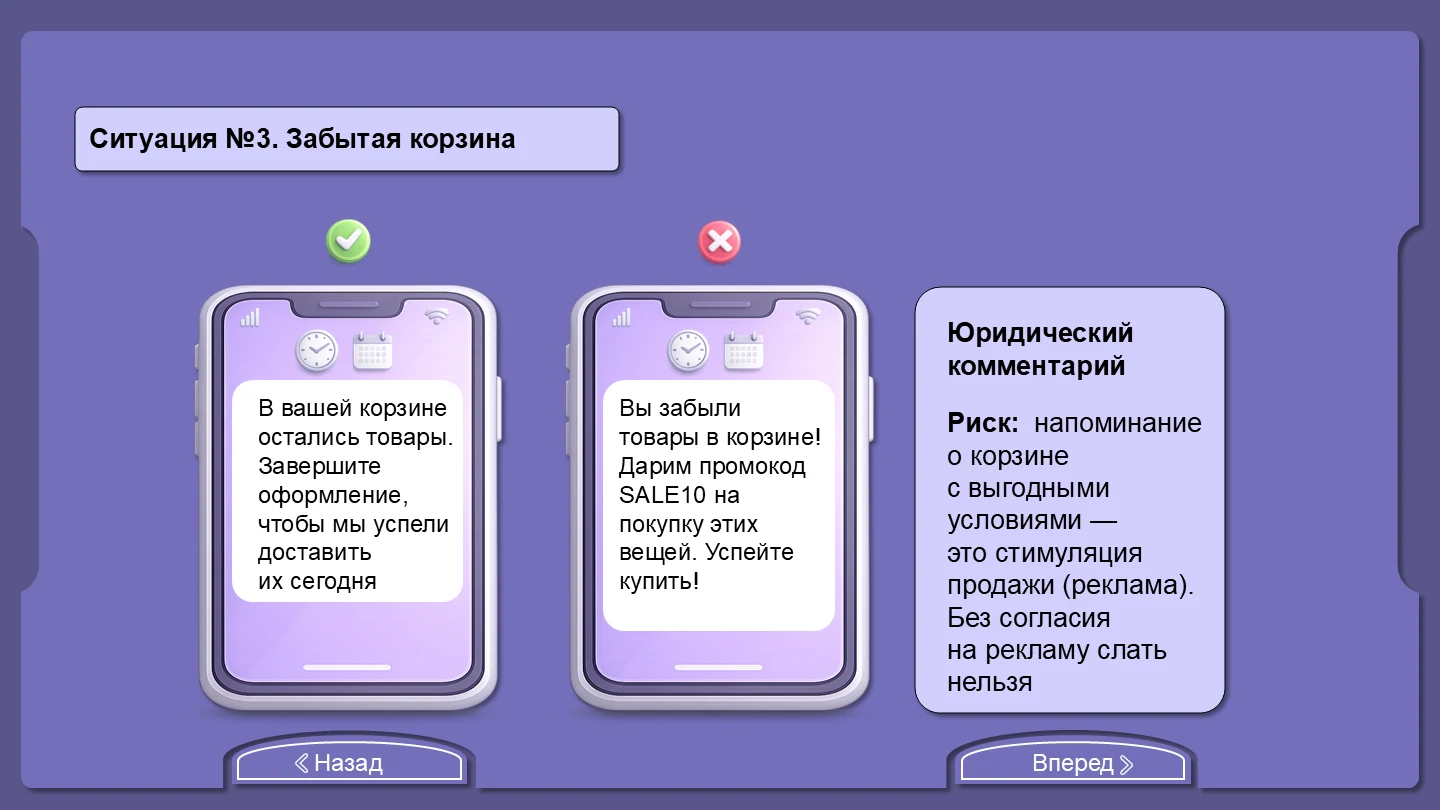 Ситуация №3. Забытая корзина
В вашей корзине
остались товары.
Завершите
оформление,
чтобы мы успели
доставить
их сегодня
Вы забыли
товары в корзине!
Дарим промокод
SALE10 на
покупку этих
вещей. Успейте
купить!
Юридический
комментарий
Риск: напоминание
о корзине
с выгодными
условиями —
это стимуляция
продажи (реклама).
Без согласия
на рекламу слать
нельзя
Назад
Вперед